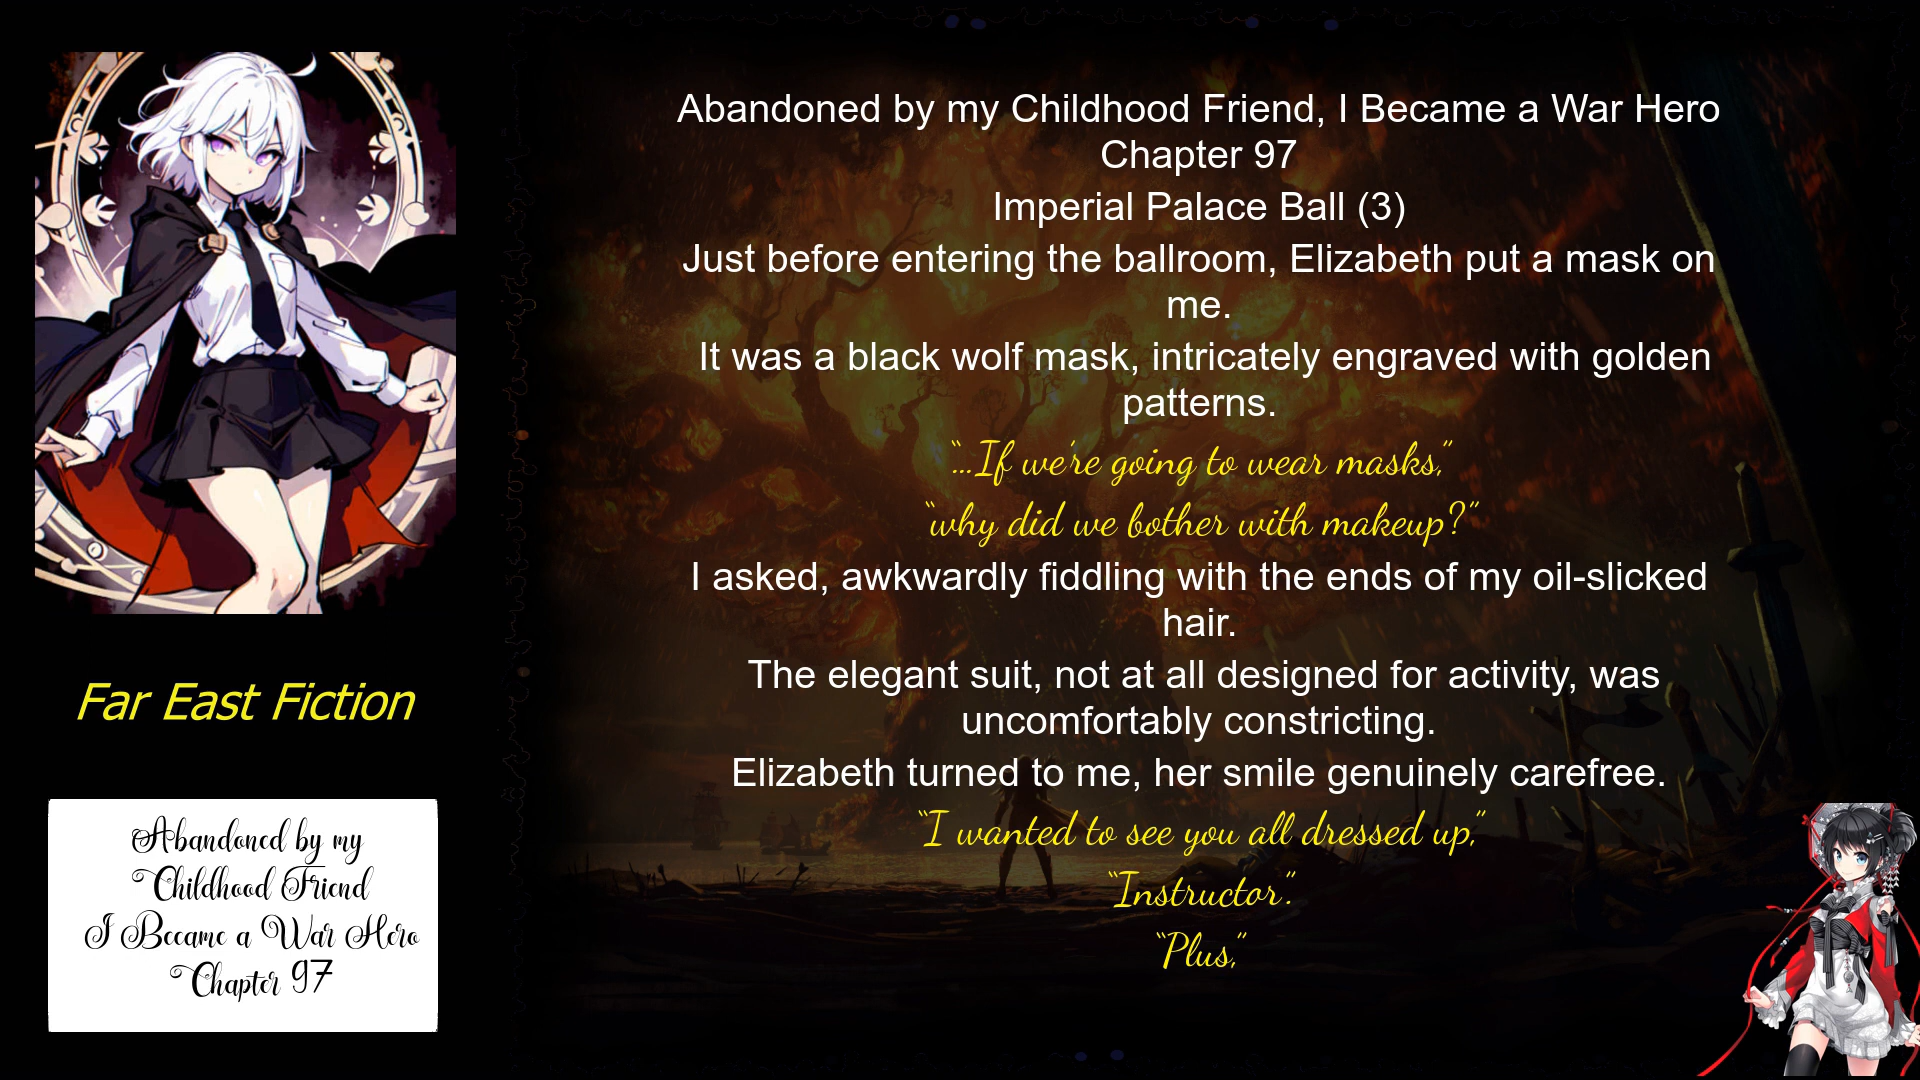 Abandoned by my Childhood Friend, I Became a War Hero
Chapter 97
Imperial Palace Ball (3)
Just before entering the ballroom, Elizabeth put a mask on
me.
It was a black wolf mask, intricately engraved with golden
patterns.
“...If we’re going to wear masks,”
“why did we bother with makeup?”
I asked, awkwardly fiddling with the ends of my oil-slicked
hair.
The elegant suit, not at all designed for activity, was
uncomfortably constricting.
Elizabeth turned to me, her smile genuinely carefree.
“I wanted to see you all dressed up,”
“Instructor”.
“Plus,”
Far East Fiction
Abandoned by my
Childhood Friend
I Became a War Hero
Chapter 97